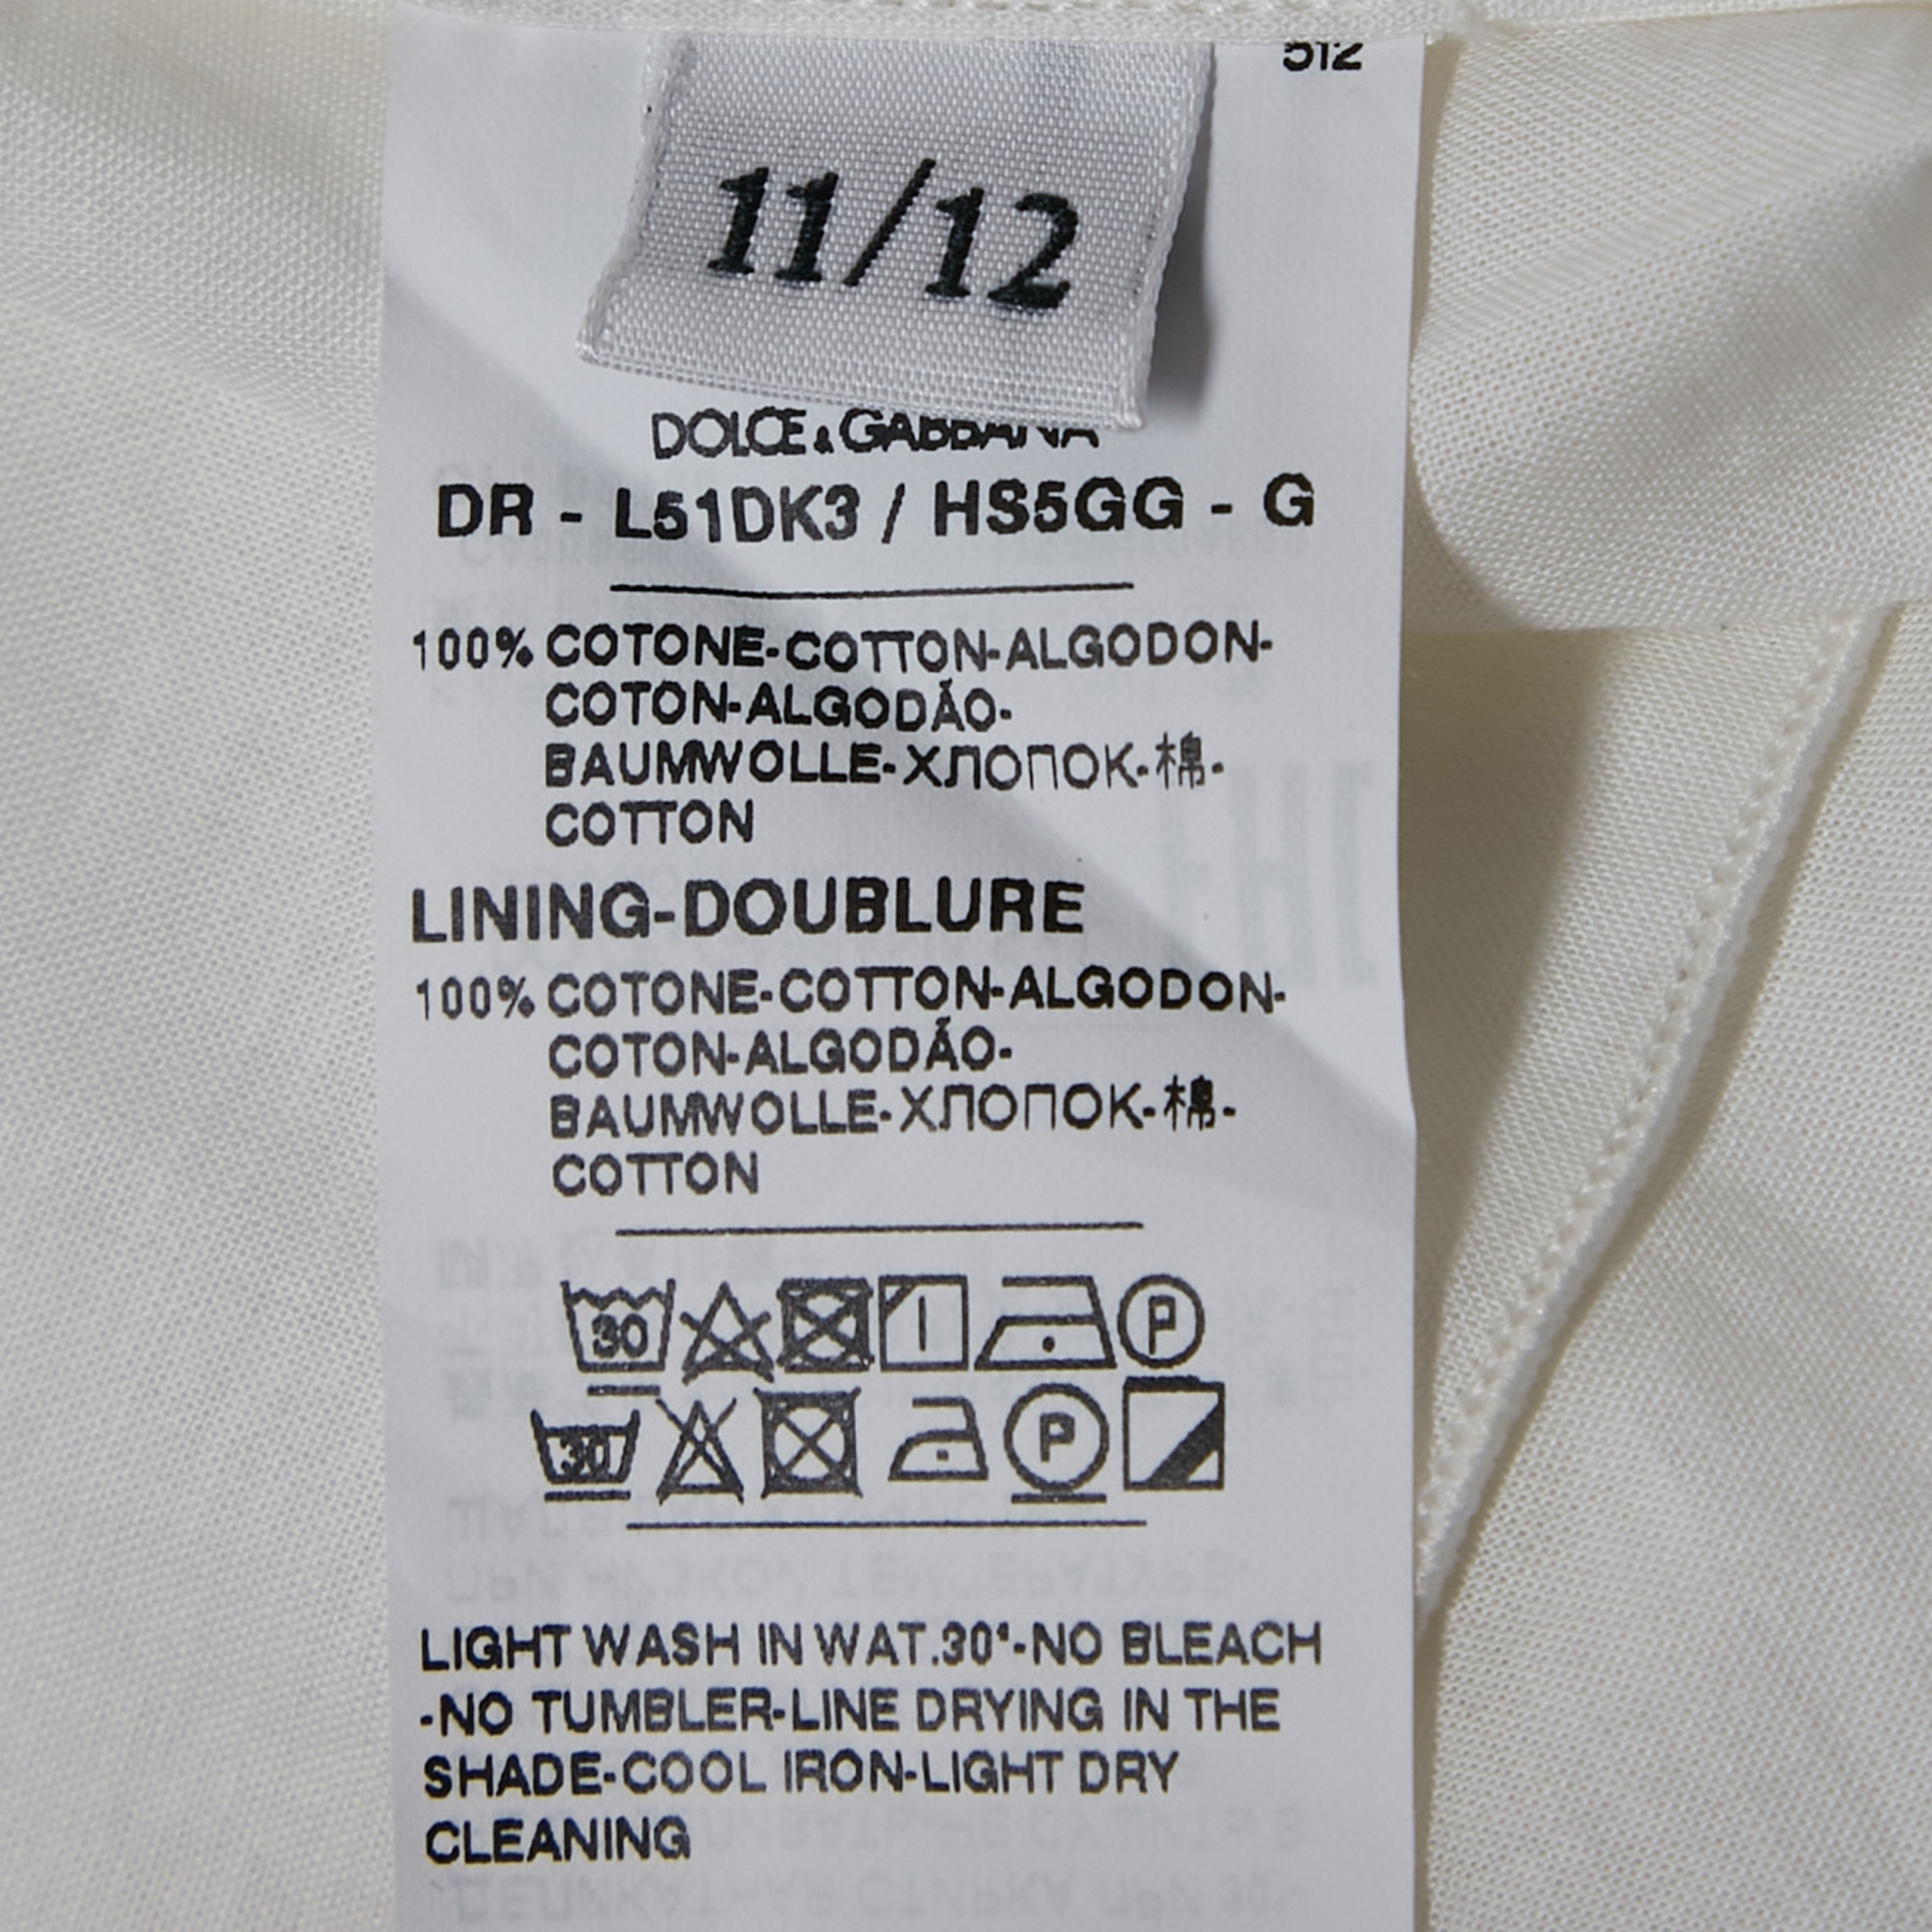 512
11/12
DOLCE & GABBANA
DR - L51DK3 / HS5GG - G
100% COTONE-COTTON-ALGODON-
COTON-ALGODÃO-
BAUMWOLLE-ХЛОПОК-棉-
COTTON
LINING-DOUBLURE
100% COTONE-COTTON-ALGODON-
COTON-ALGODÃO-
BAUMWOLLE-ХЛОПОК-棉-
COTTON
30 P
30 P
LIGHT WASH IN WAT.30°-NO BLEACH
-NO TUMBLER-LINE DRYING IN THE
SHADE-COOL IRON-LIGHT DRY
CLEANING